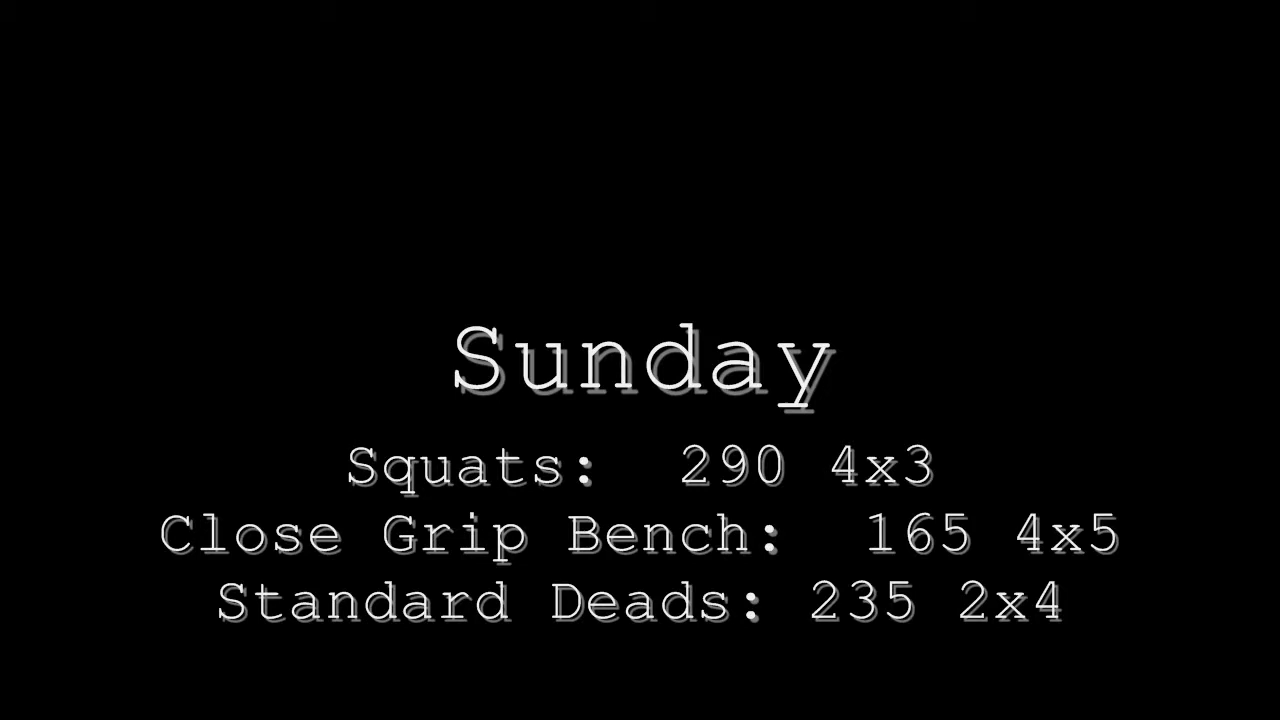 Sunday
Squats:  290 4x3
Close Grip Bench:  165 4x5
Standard Deads: 235 2x4